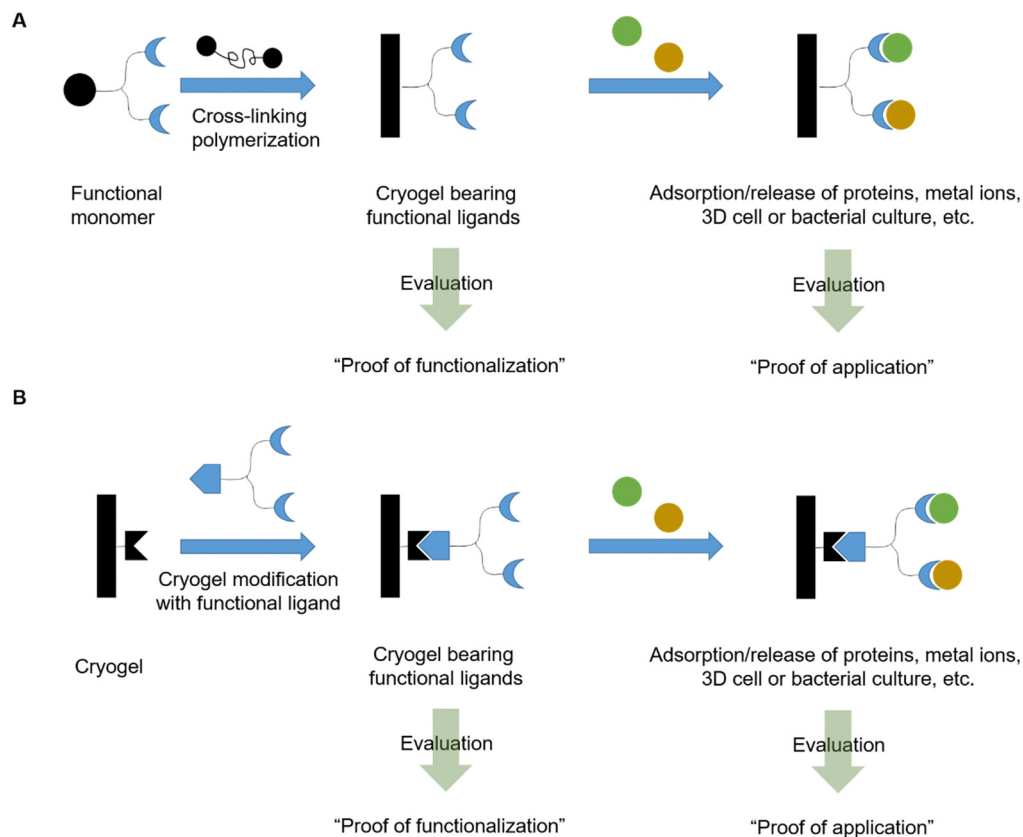 A
Cross-linking
polymerization
Functional
monomer
Cryogel bearing
functional ligands
Adsorption/release of proteins, metal ions,
3D cell or bacterial culture, etc.
Evaluation
Evaluation
“Proof of functionalization”
“Proof of application”
B
Cryogel modification
with functional ligand
Cryogel
Cryogel bearing
functional ligands
Adsorption/release of proteins, metal ions,
3D cell or bacterial culture, etc.
Evaluation
Evaluation
“Proof of functionalization”
“Proof of application”